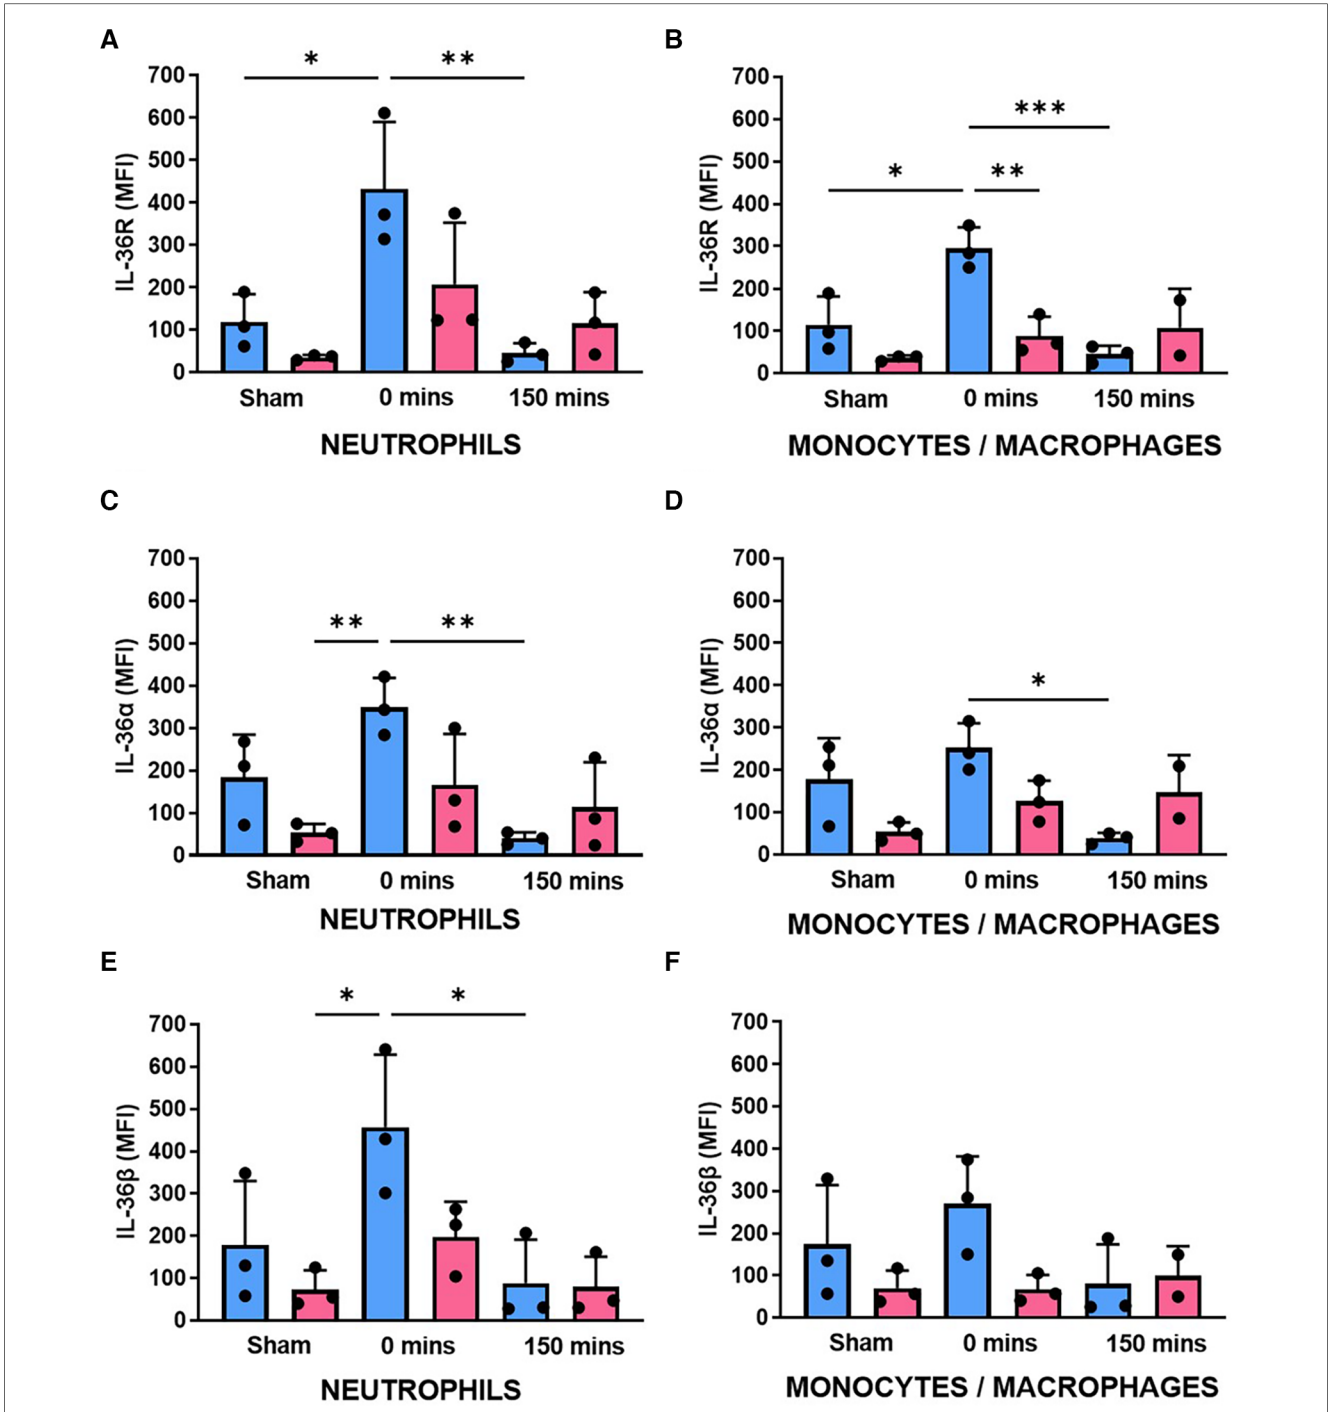 A
B
* **
***
* **
700
600
500
400
300
200
100
0
IL-36R (MFI)
Sham 0 mins 150 mins
NEUTROPHILS
700
600
500
400
300
200
100
0
IL-36R (MFI)
Sham 0 mins 150 mins
MONOCYTES / MACROPHAGES
C
D
** **
*
700
600
500
400
300
200
100
0
IL-36α (MFI)
Sham 0 mins 150 mins
NEUTROPHILS
700
600
500
400
300
200
100
0
IL-36α (MFI)
Sham 0 mins 150 mins
MONOCYTES / MACROPHAGES
E
F
* *
700
600
500
400
300
200
100
0
IL-36β (MFI)
Sham 0 mins 150 mins
NEUTROPHILS
700
600
500
400
300
200
100
0
IL-36β (MFI)
Sham 0 mins 150 mins
MONOCYTES / MACROPHAGES